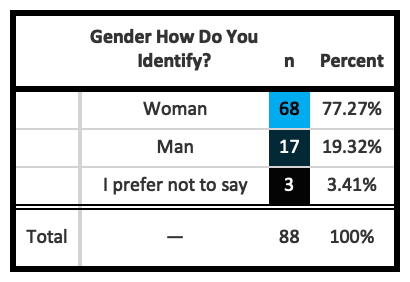 Gender How Do You
Identify? n Percent
Woman 68 77.27%
Man 17 19.32%
I prefer not to say 3 3.41%
Total — 88 100%